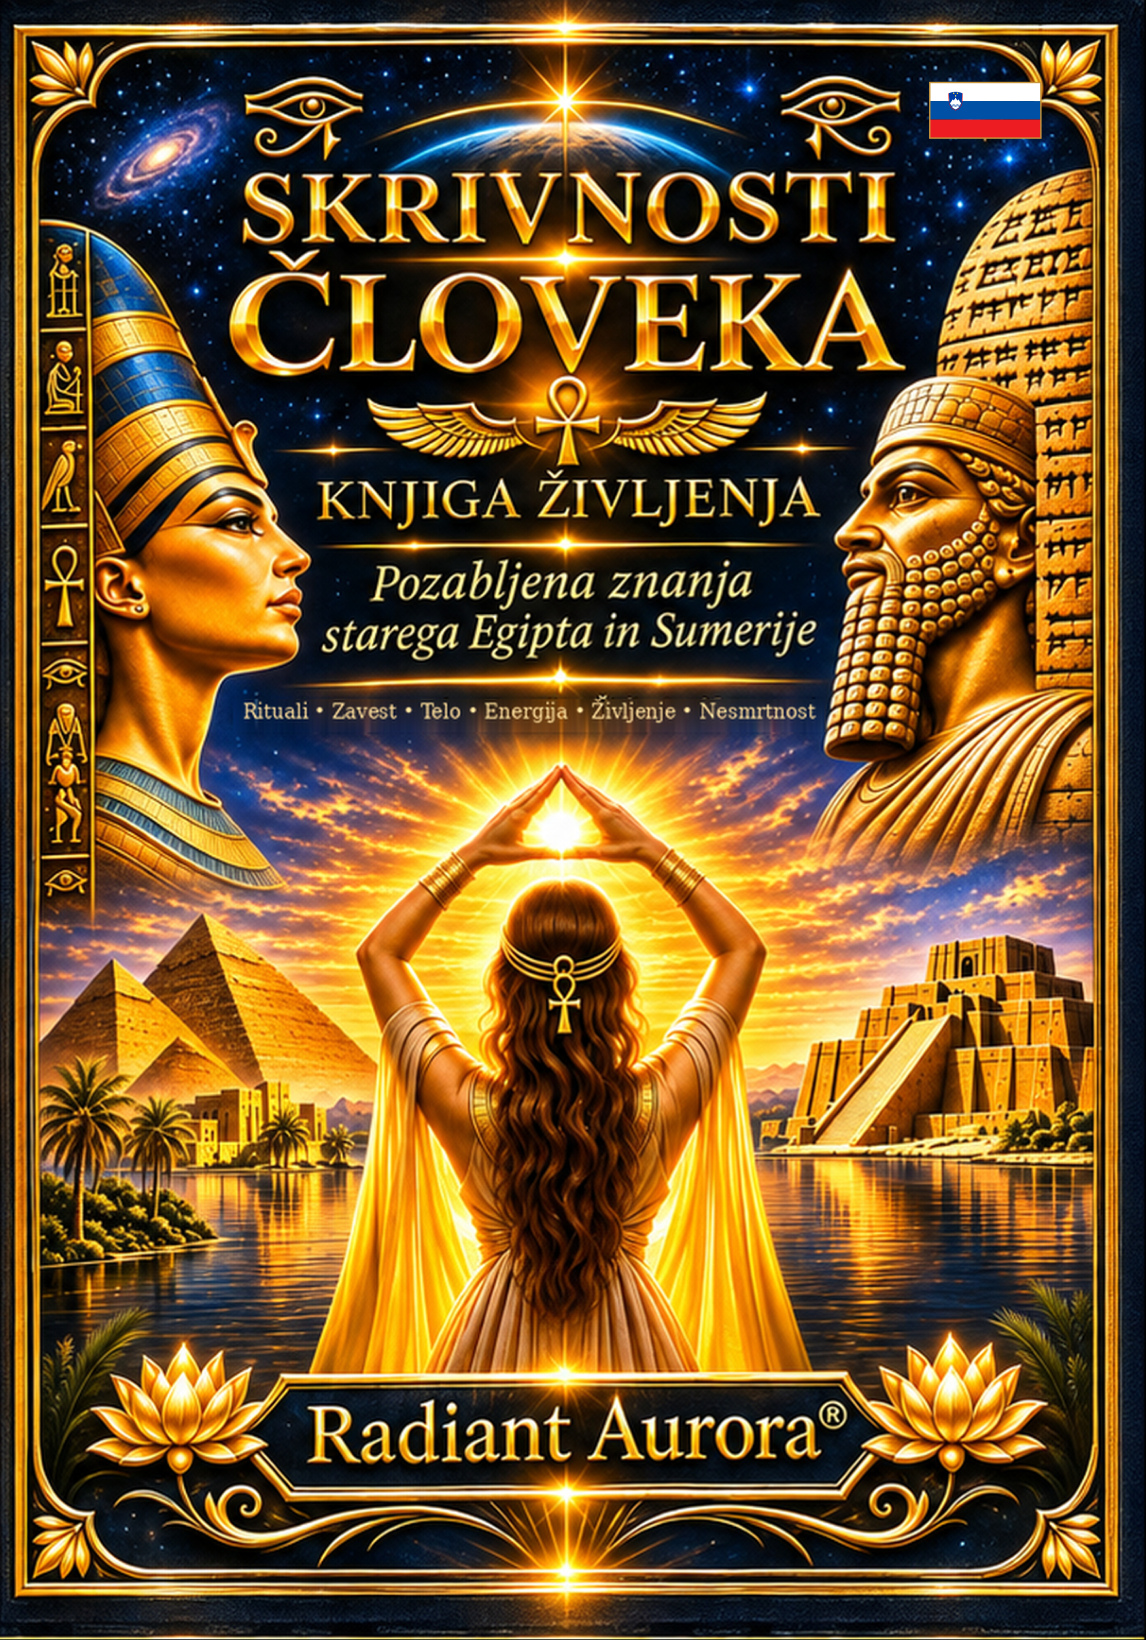 SKRIVNOSTI
ČLOVEKA
KNJIGA ŽIVLJENJA
Pozabljena znanja
starega Egipta in Sumerije
Rituali • Zavest • Telo • Energija • Življenje • Nesmrtnost
Radiant Aurora®